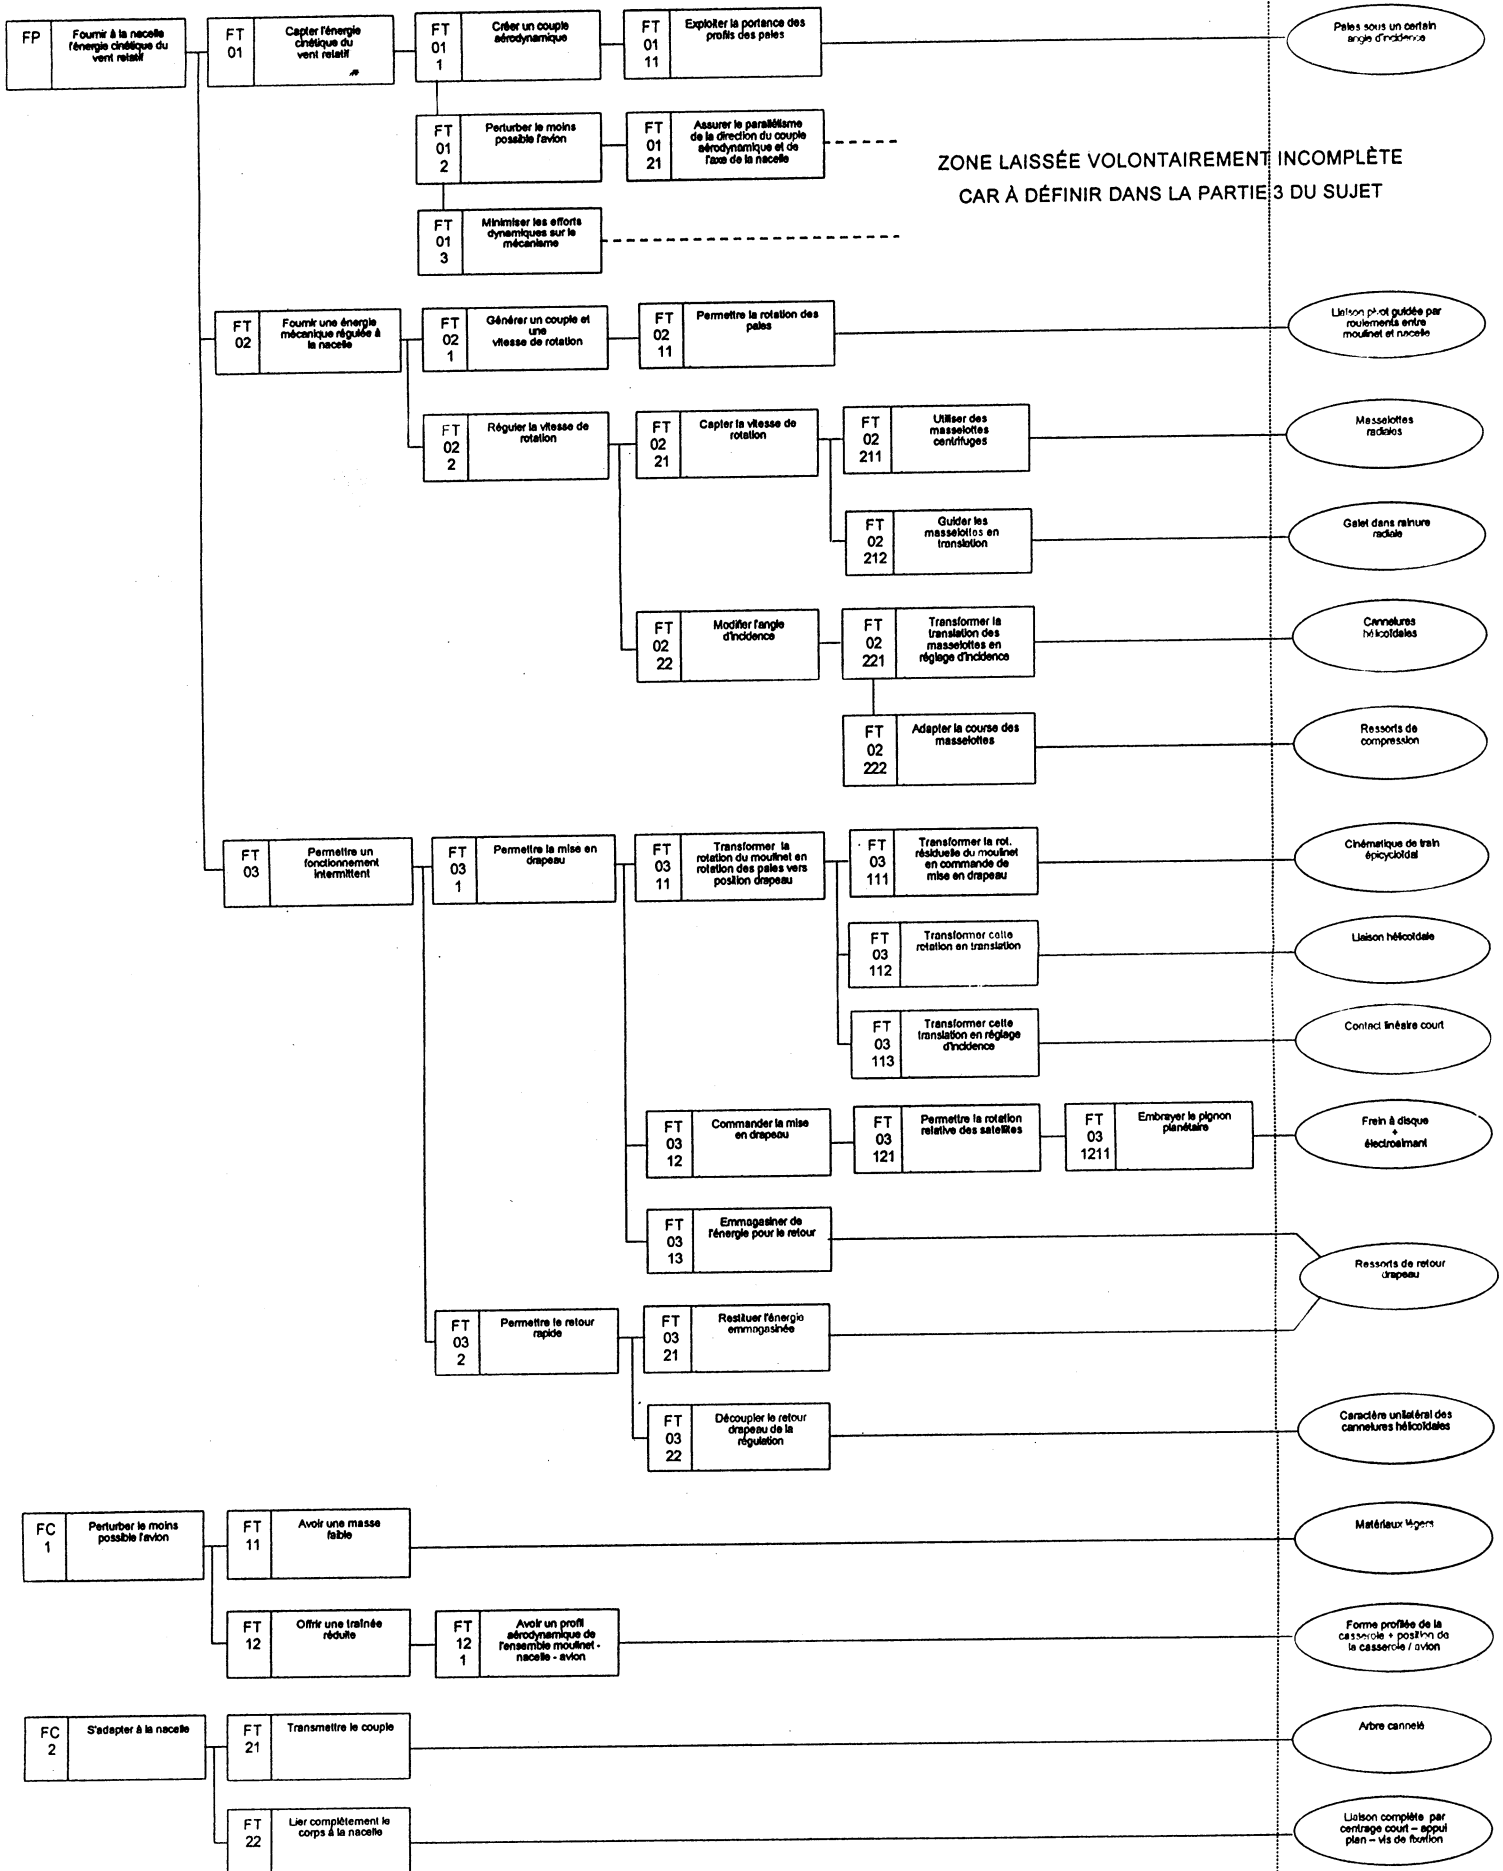 FP
Fournir à la nacelle
l'énergie cinétique du
vent relatif
FT
01
Capter l'énergie
cinétique du
vent relatif
FT
01
1
Créer un couple
aérodynamique
FT
01
11
Exploiter la portance des
profils des pales
Pales sous un certain
angle d'incidence
FT
01
2
Perturber le moins
possible l'avion
FT
01
21
Assurer le parallélisme
de la direction du couple
aérodynamique et de
l'axe de la nacelle
ZONE LAISSÉE VOLONTAIREMENT INCOMPLÈTE
CAR À DÉFINIR DANS LA PARTIE 3 DU SUJET
FT
01
3
Minimiser les efforts
dynamiques sur le
mécanisme
FT
02
Fournir une énergie
mécanique régulée à
la nacelle
FT
02
1
Générer un couple et
une
vitesse de rotation
FT
02
11
Permettre la rotation des
pales
Liaison pivot guidée par
roulements entre
moulinet et nacelle
FT
02
2
Réguler la vitesse de
rotation
FT
02
21
Capter la vitesse de
rotation
FT
02
211
Utiliser des
masselottes
centrifuges
Masselottes
radiales
FT
02
212
Guider les
masselottes en
translation
Galet dans rainure
radiale
FT
02
22
Modifier l'angle
d'incidence
FT
02
221
Transformer la
translation des
masselottes en
réglage d'incidence
Cannelures
hélicoïdales
FT
02
222
Adapter la course des
masselottes
Ressorts de
compression
FT
03
Permettre un
fonctionnement
intermittent
FT
03
1
Permettre la mise en
drapeau
FT
03
11
Transformer la
rotation du moulinet en
rotation des pales vers
position drapeau
FT
03
111
Transformer la rot.
résiduelle du moulinet
en commande de
mise en drapeau
Cinématique de train
épicycloïdal
FT
03
112
Transformer cette
rotation en translation
Liaison hélicoïdale
FT
03
113
Transformer cette
translation en réglage
d'incidence
Contact linéaire court
FT
03
12
Commander la mise
en drapeau
FT
03
121
Permettre la rotation
relative des satellites
FT
03
1211
Embrayer le pignon
planétaire
Frein à disque
+
électroaimant
FT
03
13
Emmagasiner de
l'énergie pour le retour
Ressorts de retour
drapeau
FT
03
2
Permettre le retour
rapide
FT
03
21
Restituer l'énergie
emmagasinée
FT
03
22
Découpler le retour
drapeau de la
régulation
Caractère unilatéral des
cannelures hélicoïdales
FC
1
Perturber le moins
possible l'avion
FT
11
Avoir une masse
faible
Matériaux légers
FT
12
Offrir une traînée
réduite
FT
12
1
Avoir un profil
aérodynamique de
l'ensemble moulinet -
nacelle - avion
Forme profilée de la
casserole + position de
la casserole / avion
FC
2
S'adapter à la nacelle
FT
21
Transmettre le couple
Arbre cannelé
FT
22
Lier complètement le
corps à la nacelle
Liaison complète par
centrage court – appui
plan – vis de fixation